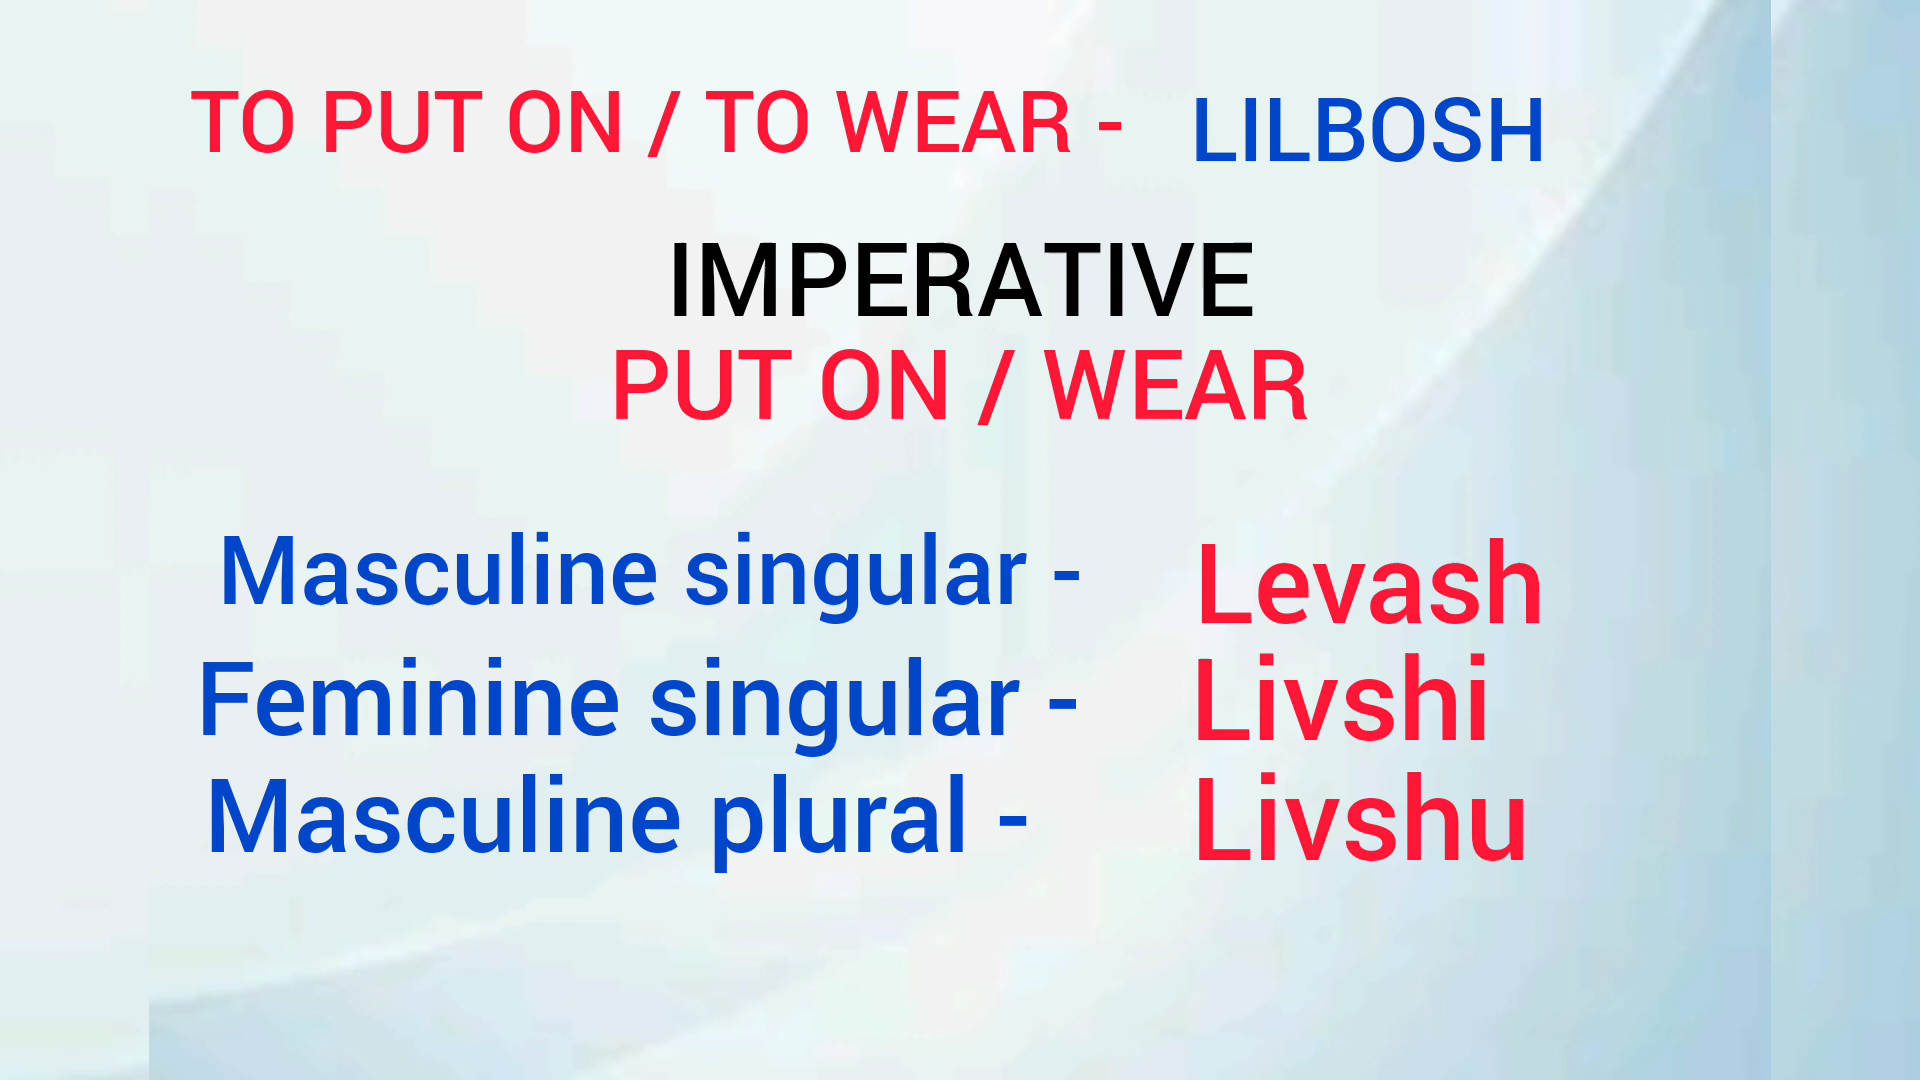 TO PUT ON / TO WEAR - LILBOSH
IMPERATIVE
PUT ON / WEAR
Masculine singular - Levash
Feminine singular - Livshi
Masculine plural - Livshu